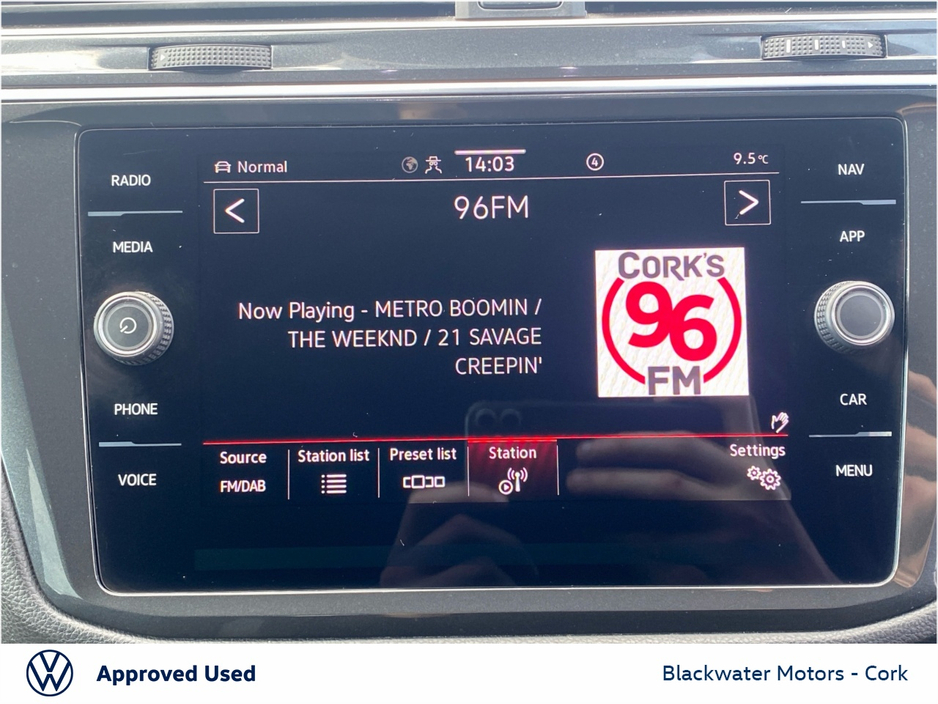 RADIO
MEDIA
PHONE
VOICE
Normal
14:03
4
9.5°C
<
96FM
>
Now Playing - METRO BOOMIN /
THE WEEKND / 21 SAVAGE
CREEPIN'
CORK'S
96
FM
Source
FM/DAB
Station list
Preset list
Station
Settings
NAV
APP
CAR
MENU
VW
Approved Used
Blackwater Motors - Cork